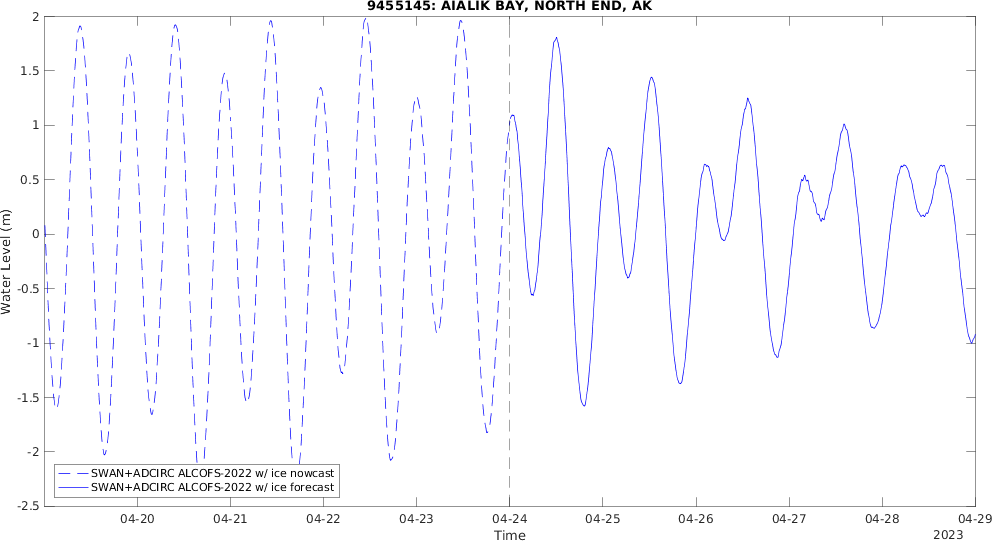 9455145: AIALIK BAY, NORTH END, AK
2
1.5
1
0.5
0
-0.5
-1
-1.5
-2
-2.5
Water Level (m)
SWAN+ADCIRC ALCOFS-2022 w/ ice nowcast
SWAN+ADCIRC ALCOFS-2022 w/ ice forecast
04-20 04-21 04-22 04-23 04-24 04-25 04-26 04-27 04-28 04-29
Time
2023